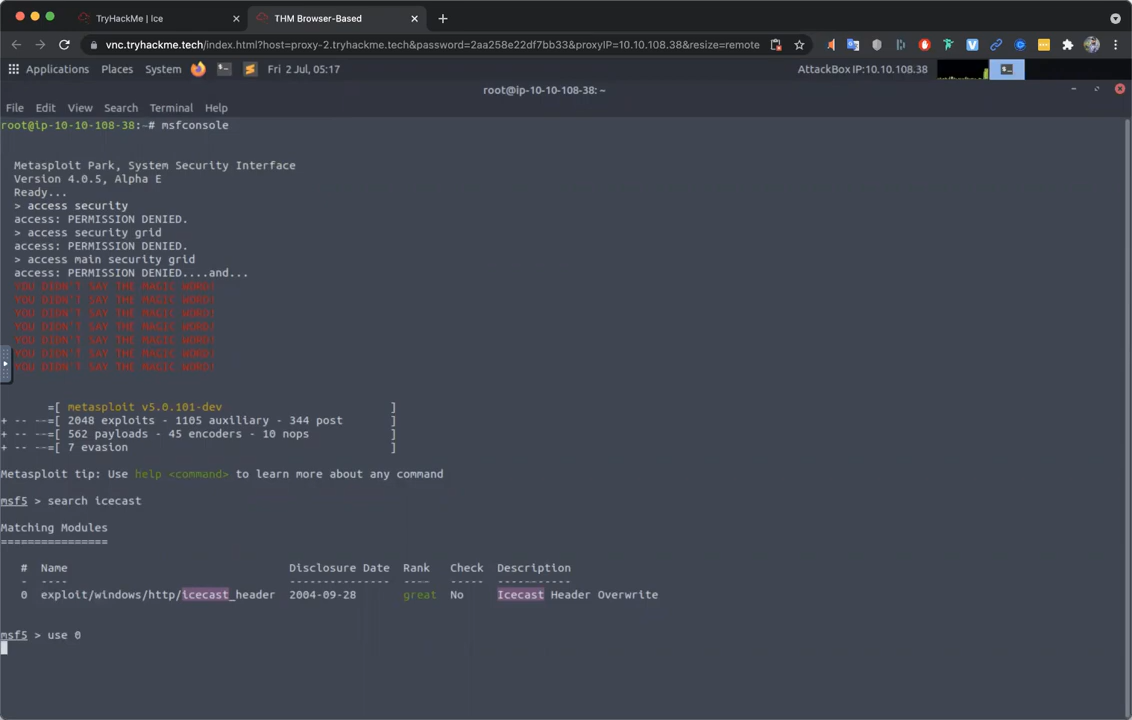 TryHackMe | Ice
THM Browser-Based
vnc.tryhackme.tech/index.html?host=proxy-2.tryhackme.tech&password=2aa258e22df7bb33&proxyIP=10.10.108.38&resize=remote
Applications Places System Fri 2 Jul, 05:17 AttackBox IP:10.10.108.38
root@ip-10-10-108-38: ~
File Edit View Search Terminal Help
root@ip-10-10-108-38:~# msfconsole
Metasploit Park, System Security Interface
Version 4.0.5, Alpha E
Ready...
> access security
access: PERMISSION DENIED.
> access security grid
access: PERMISSION DENIED.
> access main security grid
access: PERMISSION DENIED....and...
YOU DIDN'T SAY THE MAGIC WORD!
YOU DIDN'T SAY THE MAGIC WORD!
YOU DIDN'T SAY THE MAGIC WORD!
YOU DIDN'T SAY THE MAGIC WORD!
YOU DIDN'T SAY THE MAGIC WORD!
YOU DIDN'T SAY THE MAGIC WORD!
YOU DIDN'T SAY THE MAGIC WORD!
=[ metasploit v5.0.101-dev ]
+ -- --=[ 2048 exploits - 1105 auxiliary - 344 post ]
+ -- --=[ 562 payloads - 45 encoders - 10 nops ]
+ -- --=[ 7 evasion ]
Metasploit tip: Use help <command> to learn more about any command
msf5 > search icecast
Matching Modules
================
# Name Disclosure Date Rank Check Description
- ---- --------------- ---- ----- -----------
0 exploit/windows/http/icecast_header 2004-09-28 great No Icecast Header Overwrite
msf5 > use 0